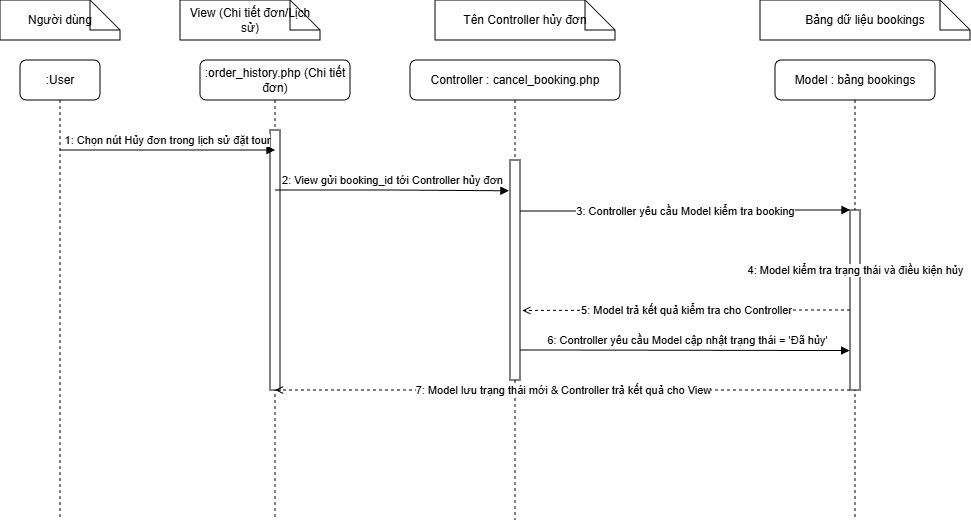 Người dùng
View (Chi tiết đơn/Lịch
sử)
Tên Controller hủy đơn
Bảng dữ liệu bookings
:User
:order_history.php (Chi tiết
đơn)
Controller : cancel_booking.php
Model : bảng bookings
1: Chọn nút Hủy đơn trong lịch sử đặt tour
2: View gửi booking_id tới Controller hủy đơn
3: Controller yêu cầu Model kiểm tra booking
4: Model kiểm tra trạng thái và điều kiện hủy
5: Model trả kết quả kiểm tra cho Controller
6: Controller yêu cầu Model cập nhật trạng thái = 'Đã hủy'
7: Model lưu trạng thái mới & Controller trả kết quả cho View